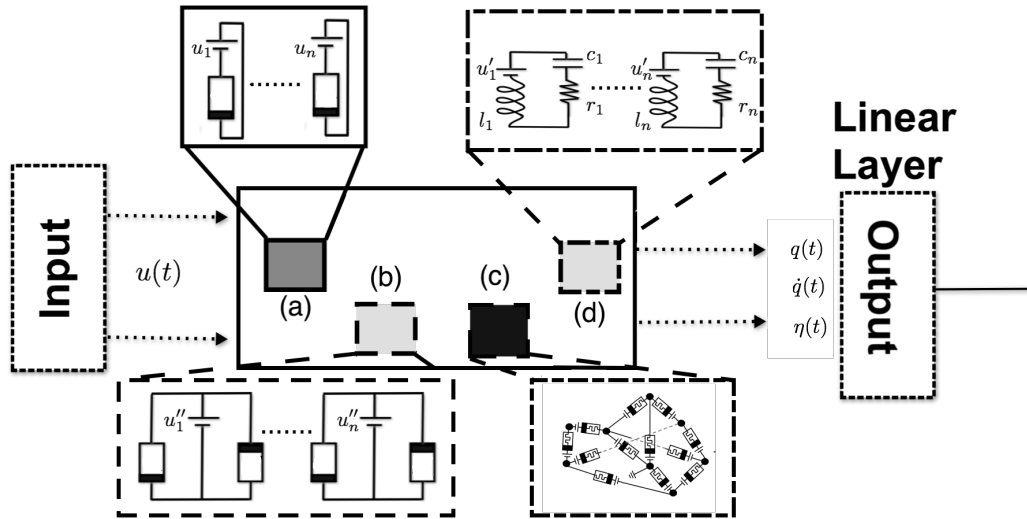 u₁
uₙ
u′₁
c₁
l₁
r₁
u′ₙ
cₙ
lₙ
rₙ
Linear
Layer
Input
u(t)
(a)
(b)
(c)
(d)
q(t)
q̇(t)
η(t)
Output
u″₁
u″ₙ